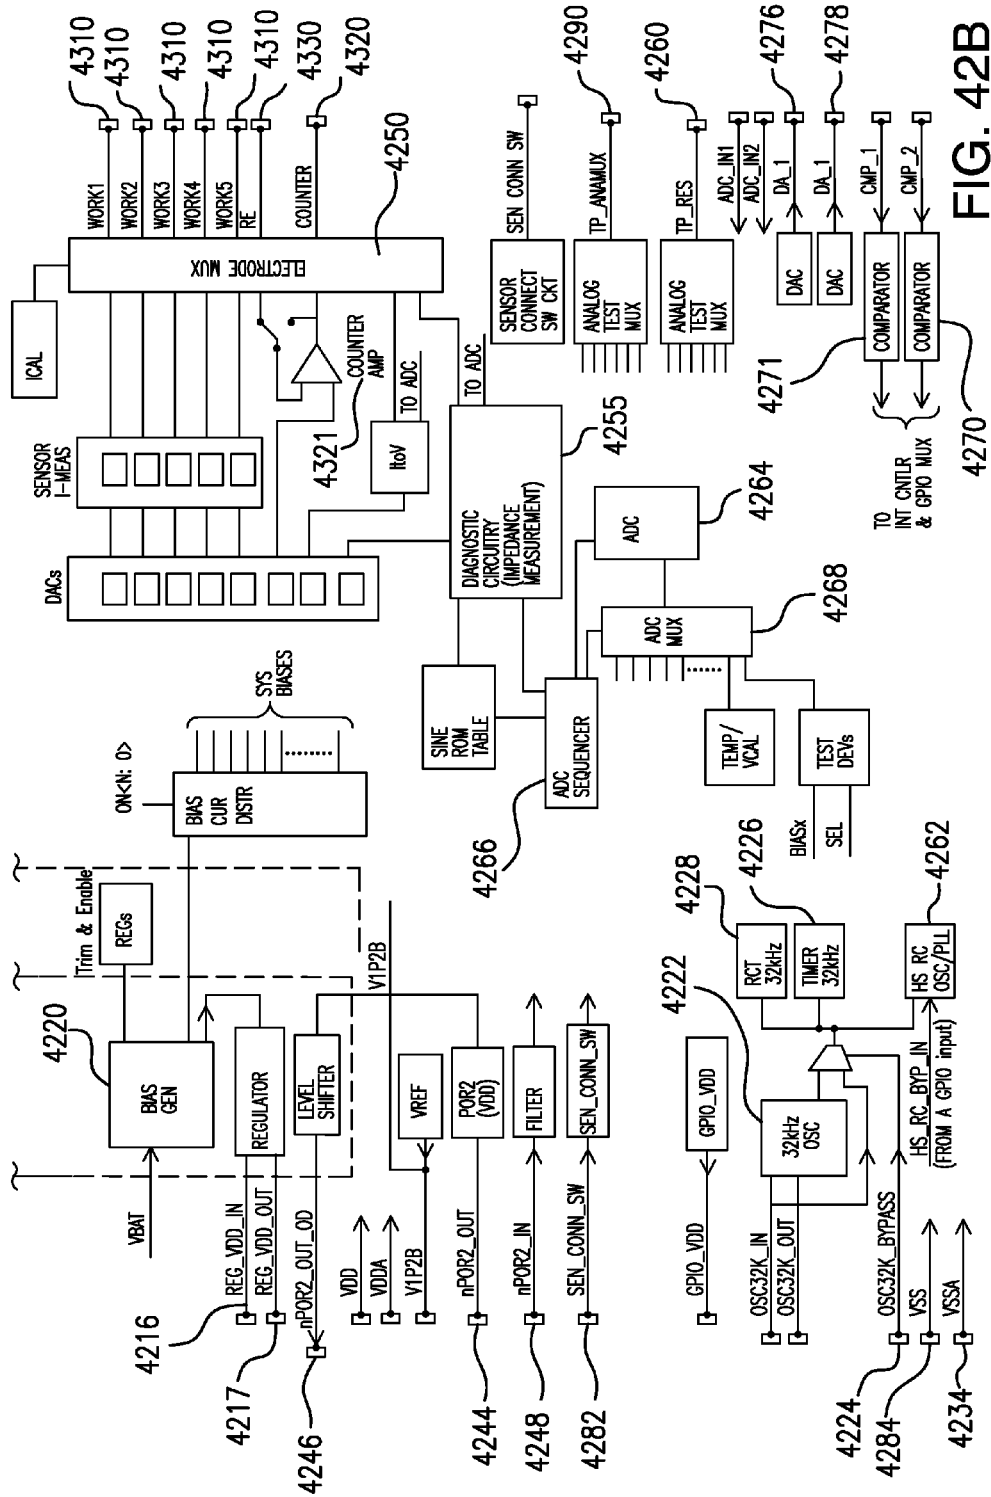 4310
4310
4310
4310
4310
4330
4320
WORK1
WORK2
WORK3
WORK4
WORK5
RE
COUNTER
4250
ELECTRODE MUX
ICAL
SENSOR
I-MEAS
DACs
COUNTER
AMP
4321
ItoV
TO ADC
TO ADC
DIAGNOSTIC
CIRCUITRY
(IMPEDANCE
MEASUREMENT)
4255
SENSOR
CONNECT
SW CKT
SEN CONN SW
ANALOG
TEST
MUX
TP_ANAMUX
4290
ANALOG
TEST
MUX
TP_RES
4260
ADC_IN1
ADC_IN2
DAC
DA_1
4276
DAC
DA_1
4278
COMPARATOR
CMP_1
4271
COMPARATOR
CMP_2
4270
TO
INT CNTLR
& GPIO MUX
ADC
4264
ADC
MUX
4268
SINE
ROM
TABLE
ADC
SEQUENCER
4266
TEMP/
VCAL
TEST
DEVs
BIASx
SEL
ON<N: 0>
BIAS
CUR
DISTR
SYS
BIASES
Trim & Enable
REGs
4220
BIAS
GEN
VBAT
REGULATOR
REG_VDD_IN
REG_VDD_OUT
4216
4217
LEVEL
SHIFTER
nPOR2_OUT_OD
4246
V1P2B
VDD
VDDA
V1P2B
VREF
POR2
(VDD)
nPOR2_OUT
4244
FILTER
nPOR2_IN
4248
SEN_CONN_SW
SEN_CONN_SW
4282
GPIO_VDD
GPIO_VDD
4222
32kHz
OSC
OSC32K_IN
OSC32K_OUT
OSC32K_BYPASS
4224
VSS
4284
VSSA
4234
4228
RCT
32kHz
4226
TIMER
32kHz
4262
HS RC
OSC/PLL
HS_RC_BYP_IN
(FROM A GPIO input)
FIG. 42B